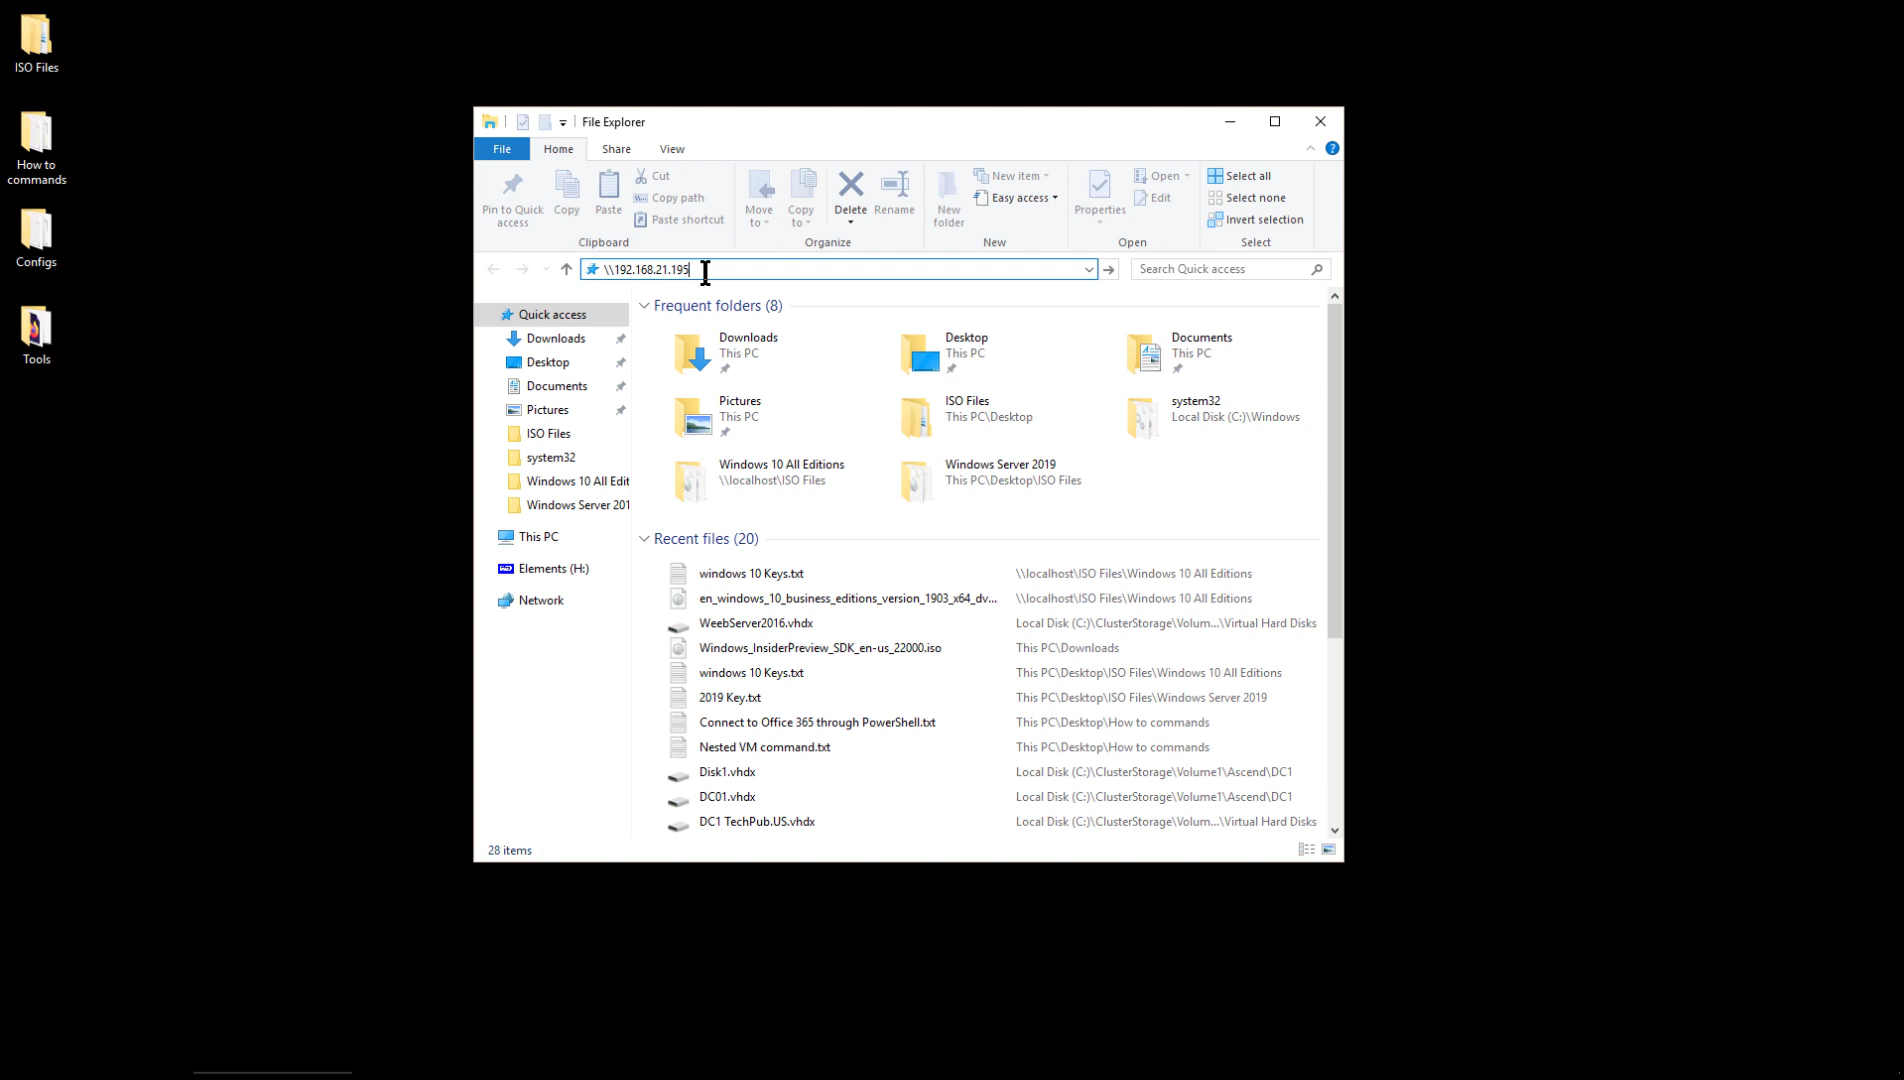 ISO Files
How to
commands
Configs
Tools
File Explorer
File
Home
Share
View
Pin to Quick
access
Copy
Paste
Cut
Copy path
Paste shortcut
Clipboard
Move
to
Copy
to
Delete
Rename
Organize
New
folder
New item
Easy access
New
Properties
Open
Edit
Open
Select all
Select none
Invert selection
Select
\\192.168.21.195
Search Quick access
Quick access
Downloads
Desktop
Documents
Pictures
ISO Files
system32
Windows 10 All Edit
Windows Server 201
This PC
Elements (H:)
Network
Frequent folders (8)
Downloads
This PC
Desktop
This PC
Documents
This PC
Pictures
This PC
ISO Files
This PC\Desktop
system32
Local Disk (C:)\Windows
Windows 10 All Editions
\\localhost\ISO Files
Windows Server 2019
This PC\Desktop\ISO Files
Recent files (20)
windows 10 Keys.txt \\localhost\ISO Files\Windows 10 All Editions
en_windows_10_business_editions_version_1903_x64_dv... \\localhost\ISO Files\Windows 10 All Editions
WeebServer2016.vhdx Local Disk (C:)\ClusterStorage\Volum...\Virtual Hard Disks
Windows_InsiderPreview_SDK_en-us_22000.iso This PC\Downloads
windows 10 Keys.txt This PC\Desktop\ISO Files\Windows 10 All Editions
2019 Key.txt This PC\Desktop\ISO Files\Windows Server 2019
Connect to Office 365 through PowerShell.txt This PC\Desktop\How to commands
Nested VM command.txt This PC\Desktop\How to commands
Disk1.vhdx Local Disk (C:)\ClusterStorage\Volume1\Ascend\DC1
DC01.vhdx Local Disk (C:)\ClusterStorage\Volume1\Ascend\DC1
DC1 TechPub.US.vhdx Local Disk (C:)\ClusterStorage\Volum...\Virtual Hard Disks
28 items